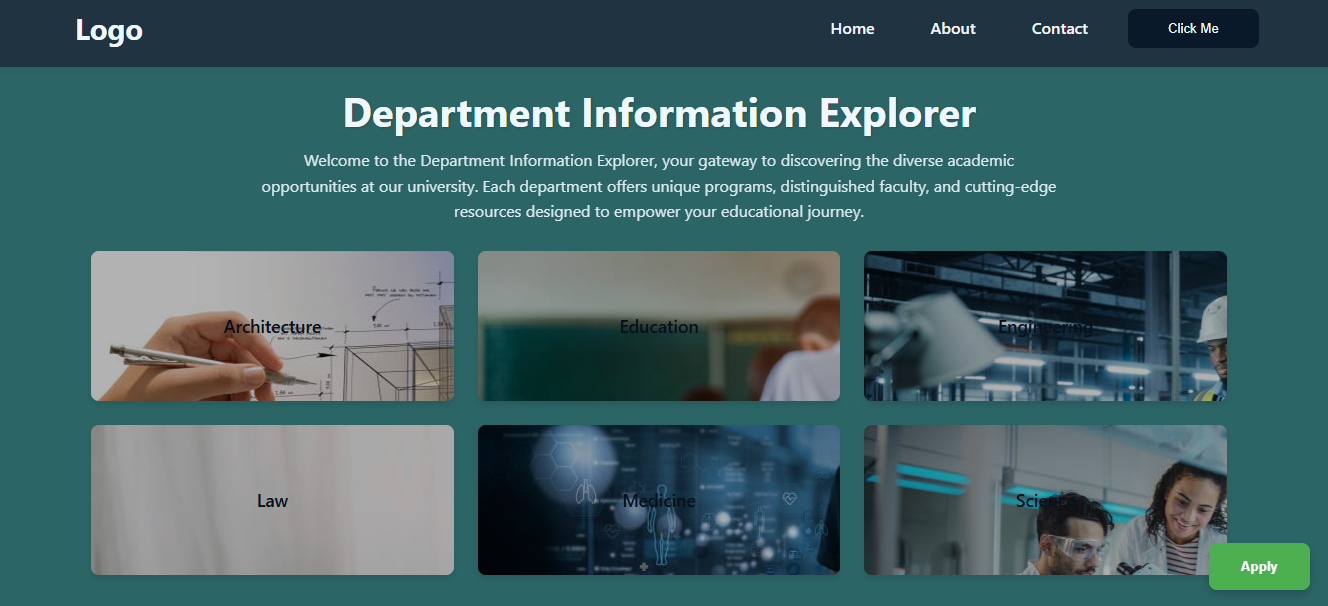 Logo
Home About Contact Click Me
Department Information Explorer
Welcome to the Department Information Explorer, your gateway to discovering the diverse academic
opportunities at our university. Each department offers unique programs, distinguished faculty, and cutting-edge
resources designed to empower your educational journey.
Architecture
Education
Engineering
Law
Medicine
Science
Apply